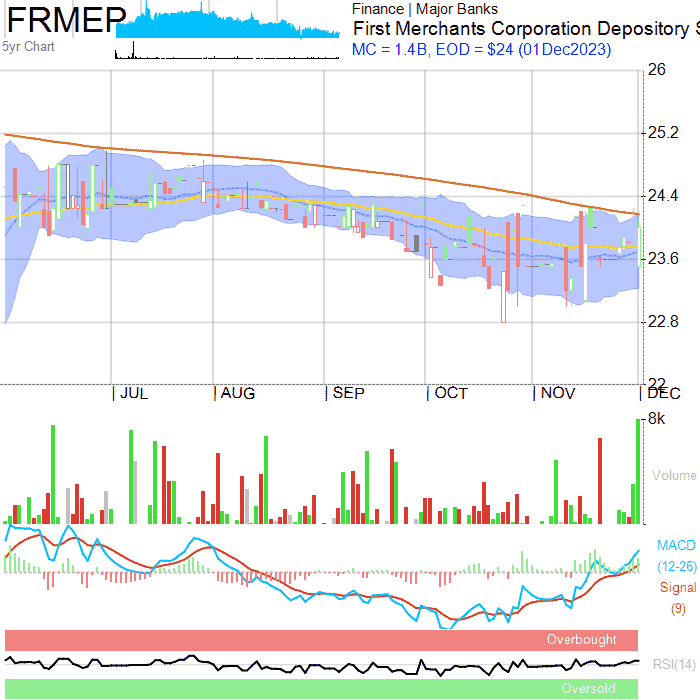 FRMEP
5yr Chart
Finance | Major Banks
First Merchants Corporation Depository S
MC = 1.4B, EOD = $24 (01Dec2023)
26
25.2
24.4
23.6
22.8
22
JUL AUG SEP OCT NOV DEC
8k
Volume
MACD
(12-26)
Signal
(9)
Overbought
RSI(14)
Oversold